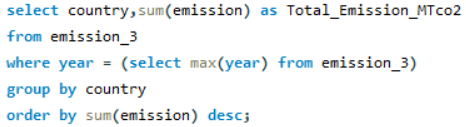 select country,sum(emission) as Total_Emission_MTco2
from emission_3
where year = (select max(year) from emission_3)
group by country
order by sum(emission) desc;